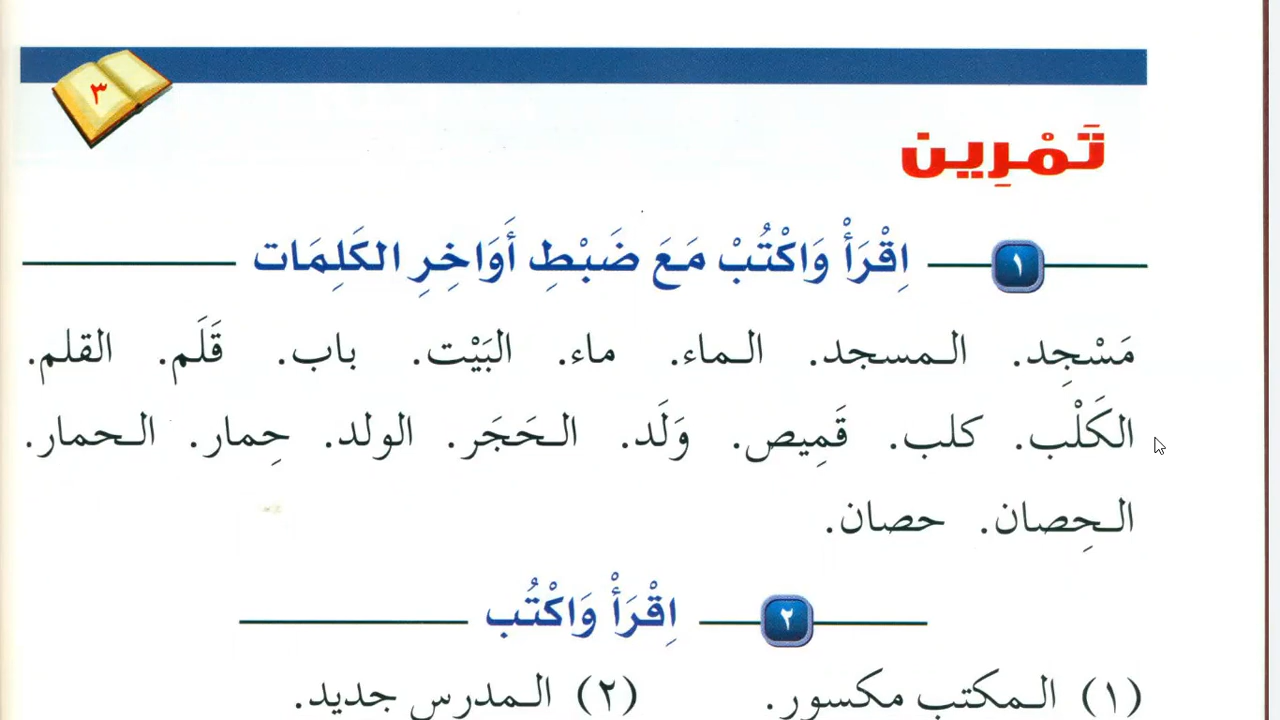 ٣
تَمْرِين
١ اِقْرَأْ وَاكْتُبْ مَعَ ضَبْطِ أَوَاخِرِ الكَلِمَات
مَسْجِد. المسجد. الماء. ماء. البَيْت. باب. قَلَم. القلم.
الكَلْب. كلب. قَمِيص. وَلَد. الحَجَر. الولد. حِمار. الحمار.
الحِصان. حصان.
٢ اِقْرَأْ وَاكْتُب
(١) المكتب مكسور. (٢) المدرس جديد.